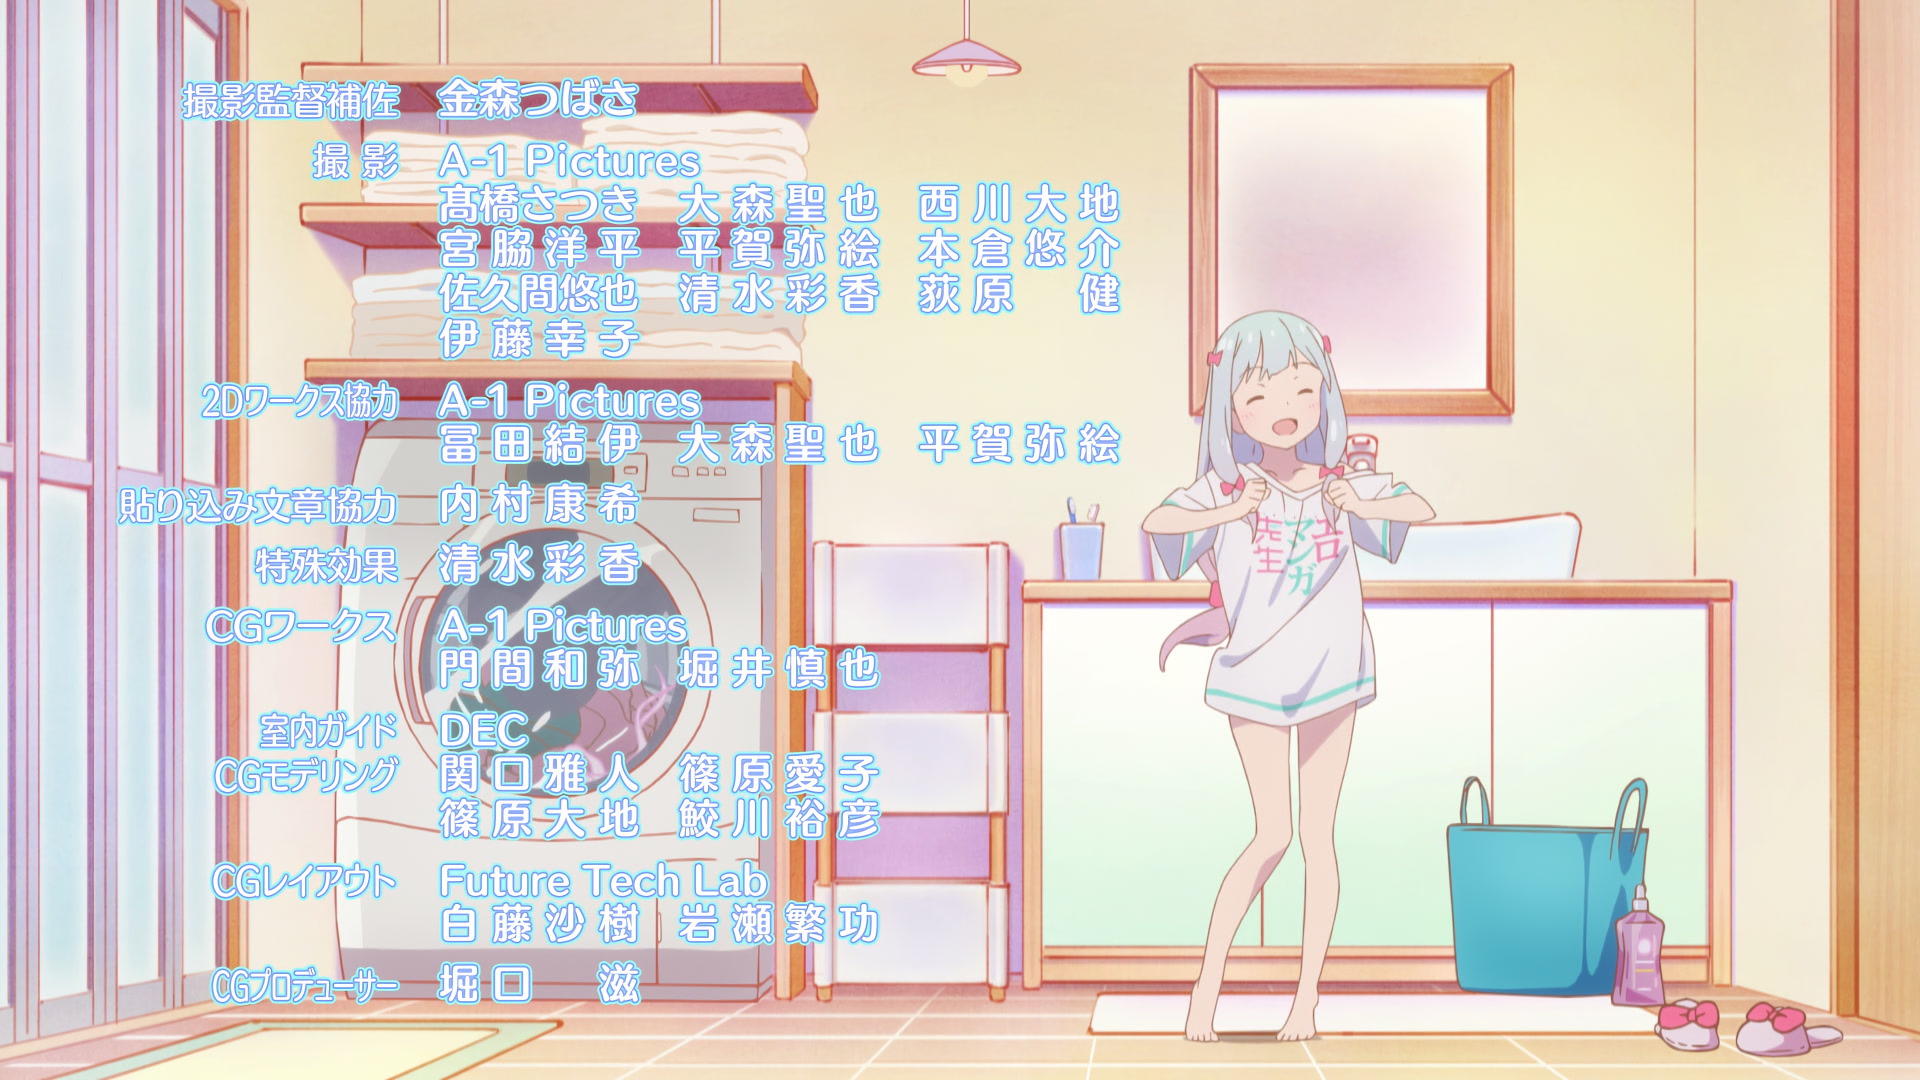 撮影監督補佐 金森つばさ
撮影 A-1 Pictures
髙橋さつき 大森聖也 西川大地
宮脇洋平 平賀弥絵 本倉悠介
佐久間悠也 清水彩香 荻原 健
伊藤幸子
2Dワークス協力 A-1 Pictures
冨田結伊 大森聖也 平賀弥絵
貼り込み文章協力 内村康希
特殊効果 清水彩香
CGワークス A-1 Pictures
門間和弥 堀井慎也
室内ガイド DEC
CGモデリング 関口雅人 篠原愛子
篠原大地 鮫川裕彦
CGレイアウト Future Tech Lab
白藤沙樹 岩瀬繁功
CGプロデューサー 堀口 滋
エロ
マンガ
先生